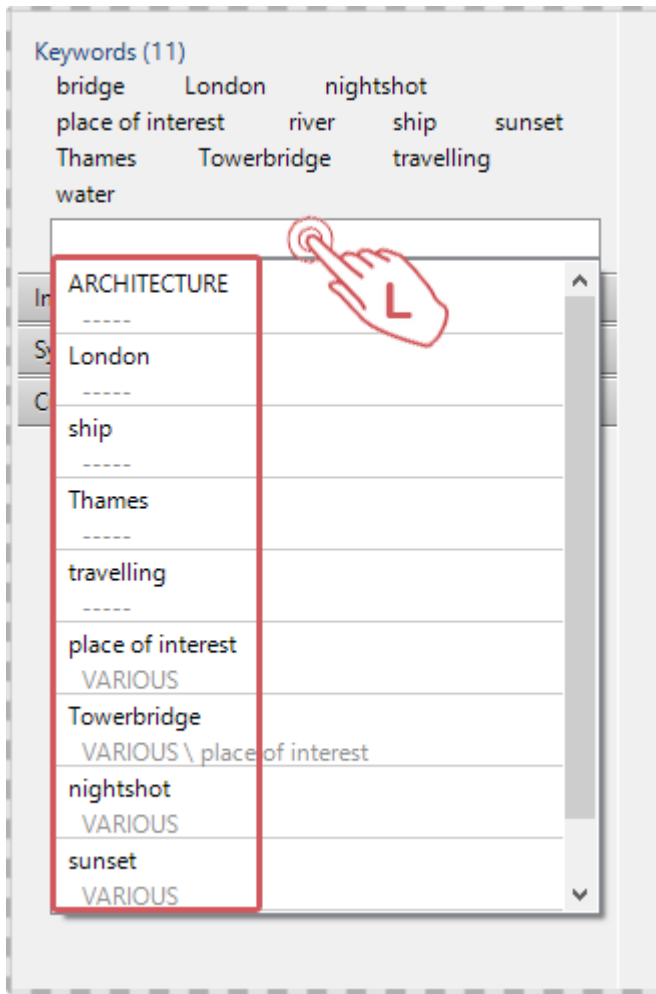 Keywords (11)
bridge London nightshot
place of interest river ship sunset
Thames Towerbridge travelling
water
L
ARCHITECTURE
-----
London
-----
ship
-----
Thames
-----
travelling
-----
place of interest
VARIOUS
Towerbridge
VARIOUS \ place of interest
nightshot
VARIOUS
sunset
VARIOUS